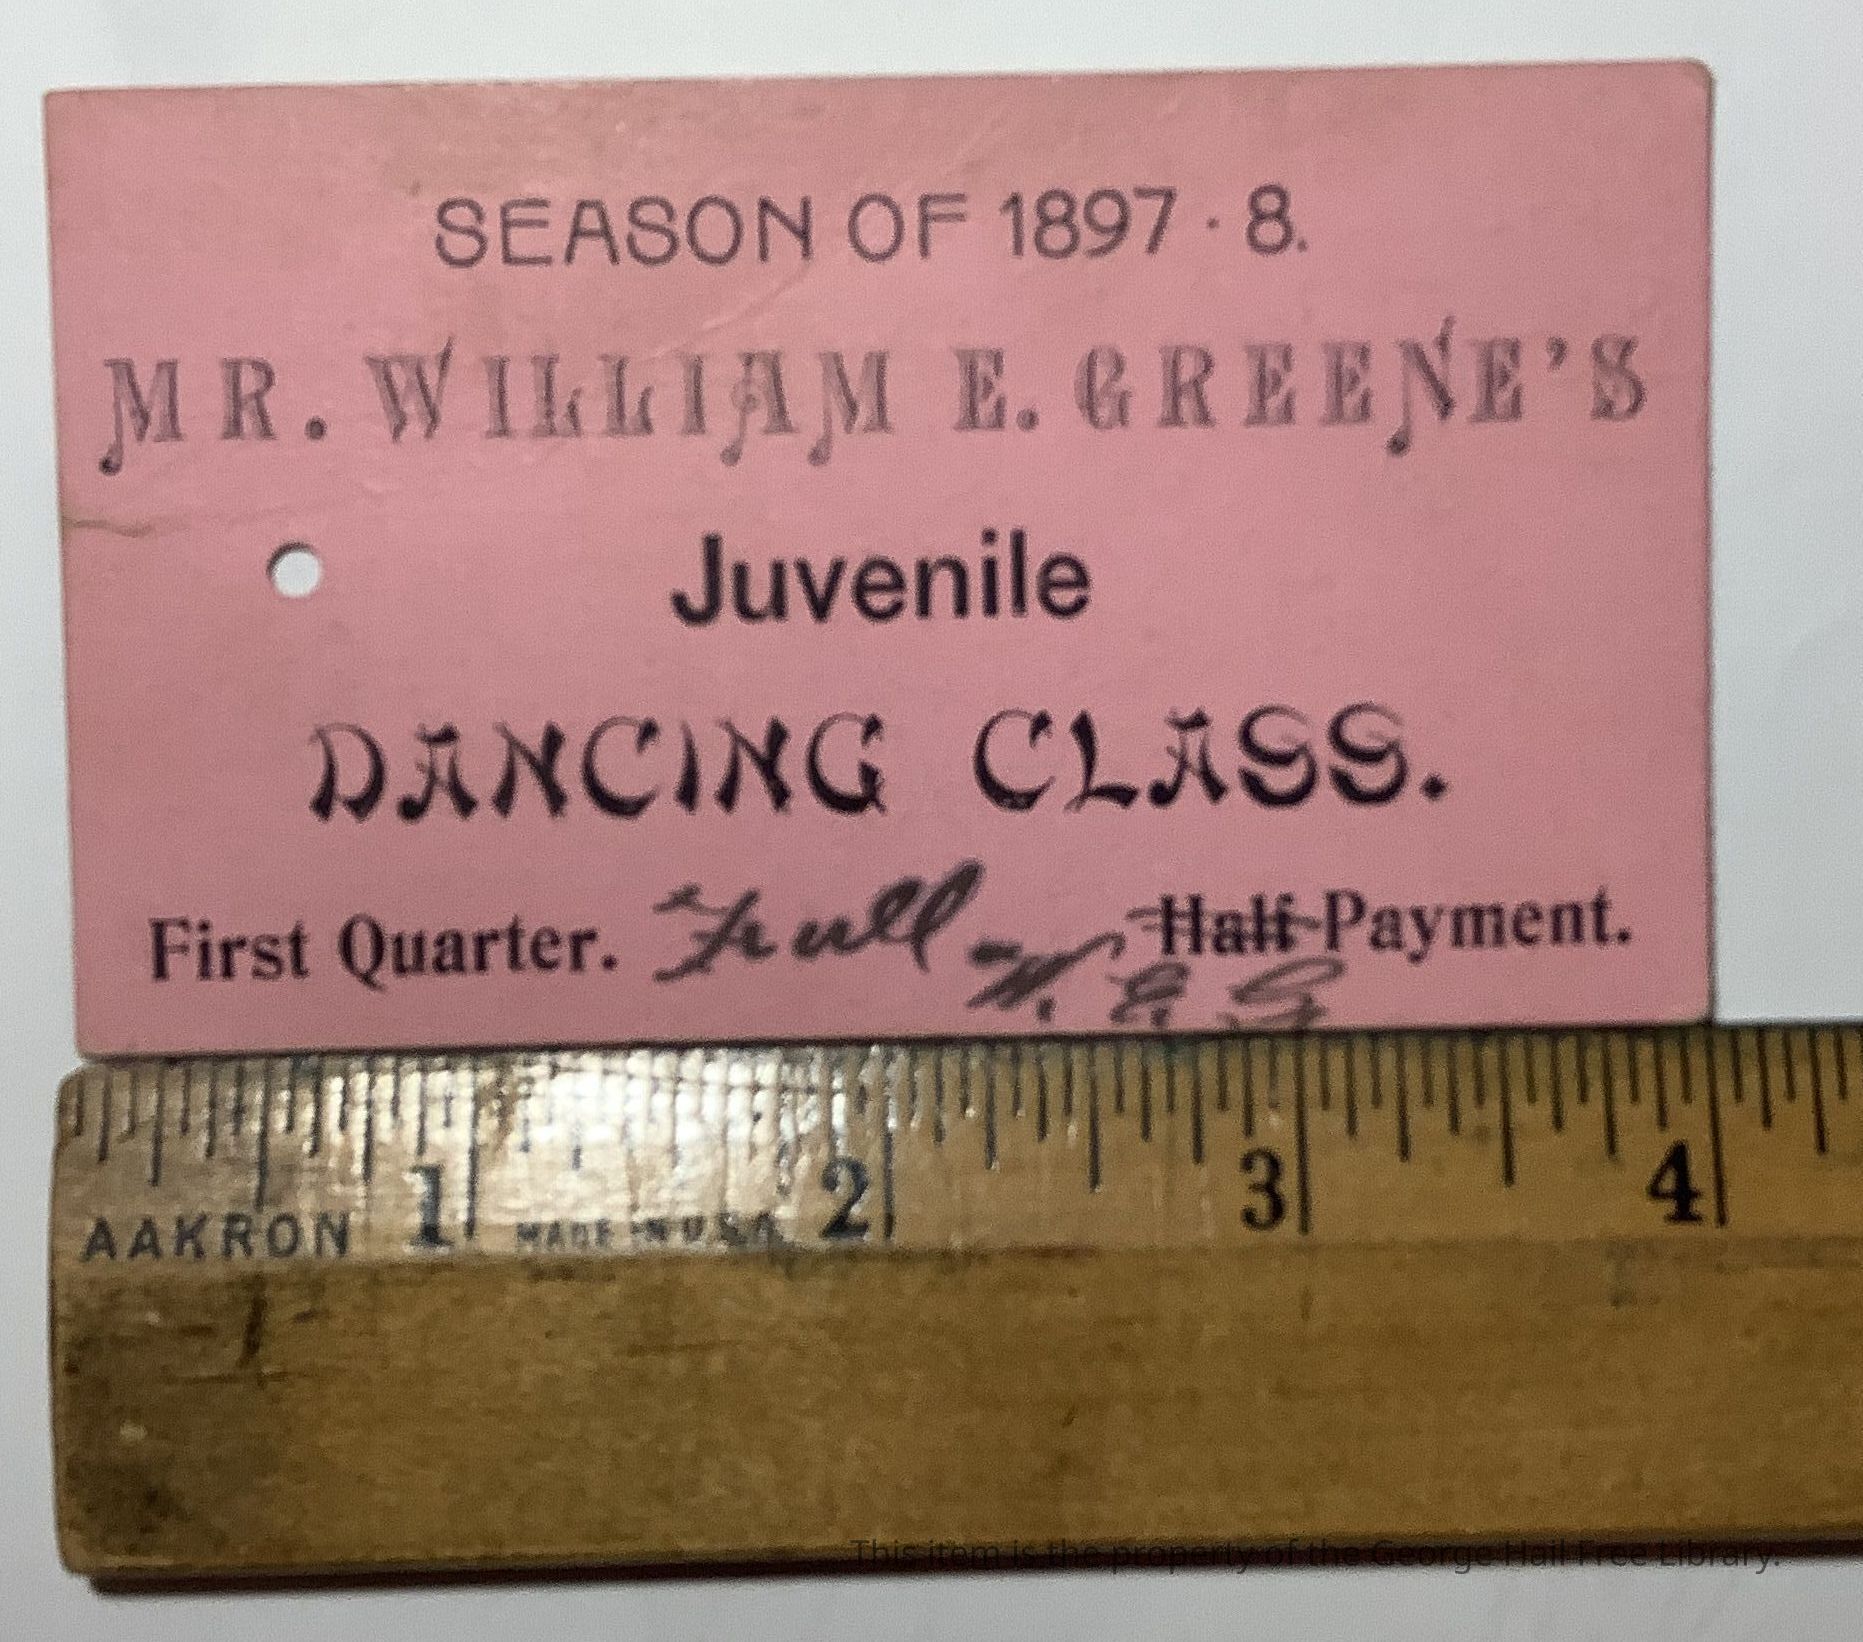 SEASON OF 1897 · 8.
MR. WILLIAM E. GREENE'S
Juvenile
DANCING CLASS.
First Quarter. Full Half Payment.
W. E. G.
1 2 3 4
AAKRON MADE IN U.S.A.
This item is the property of the George Hail Free Library.